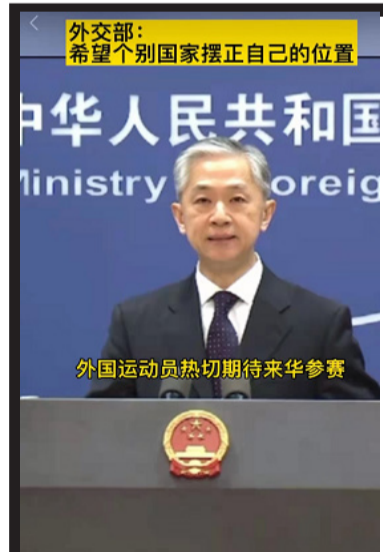 外交部：
希望个别国家摆正自己的位置
中华人民共和国
Ministry
oreig
外国运动员热切期待来华参赛